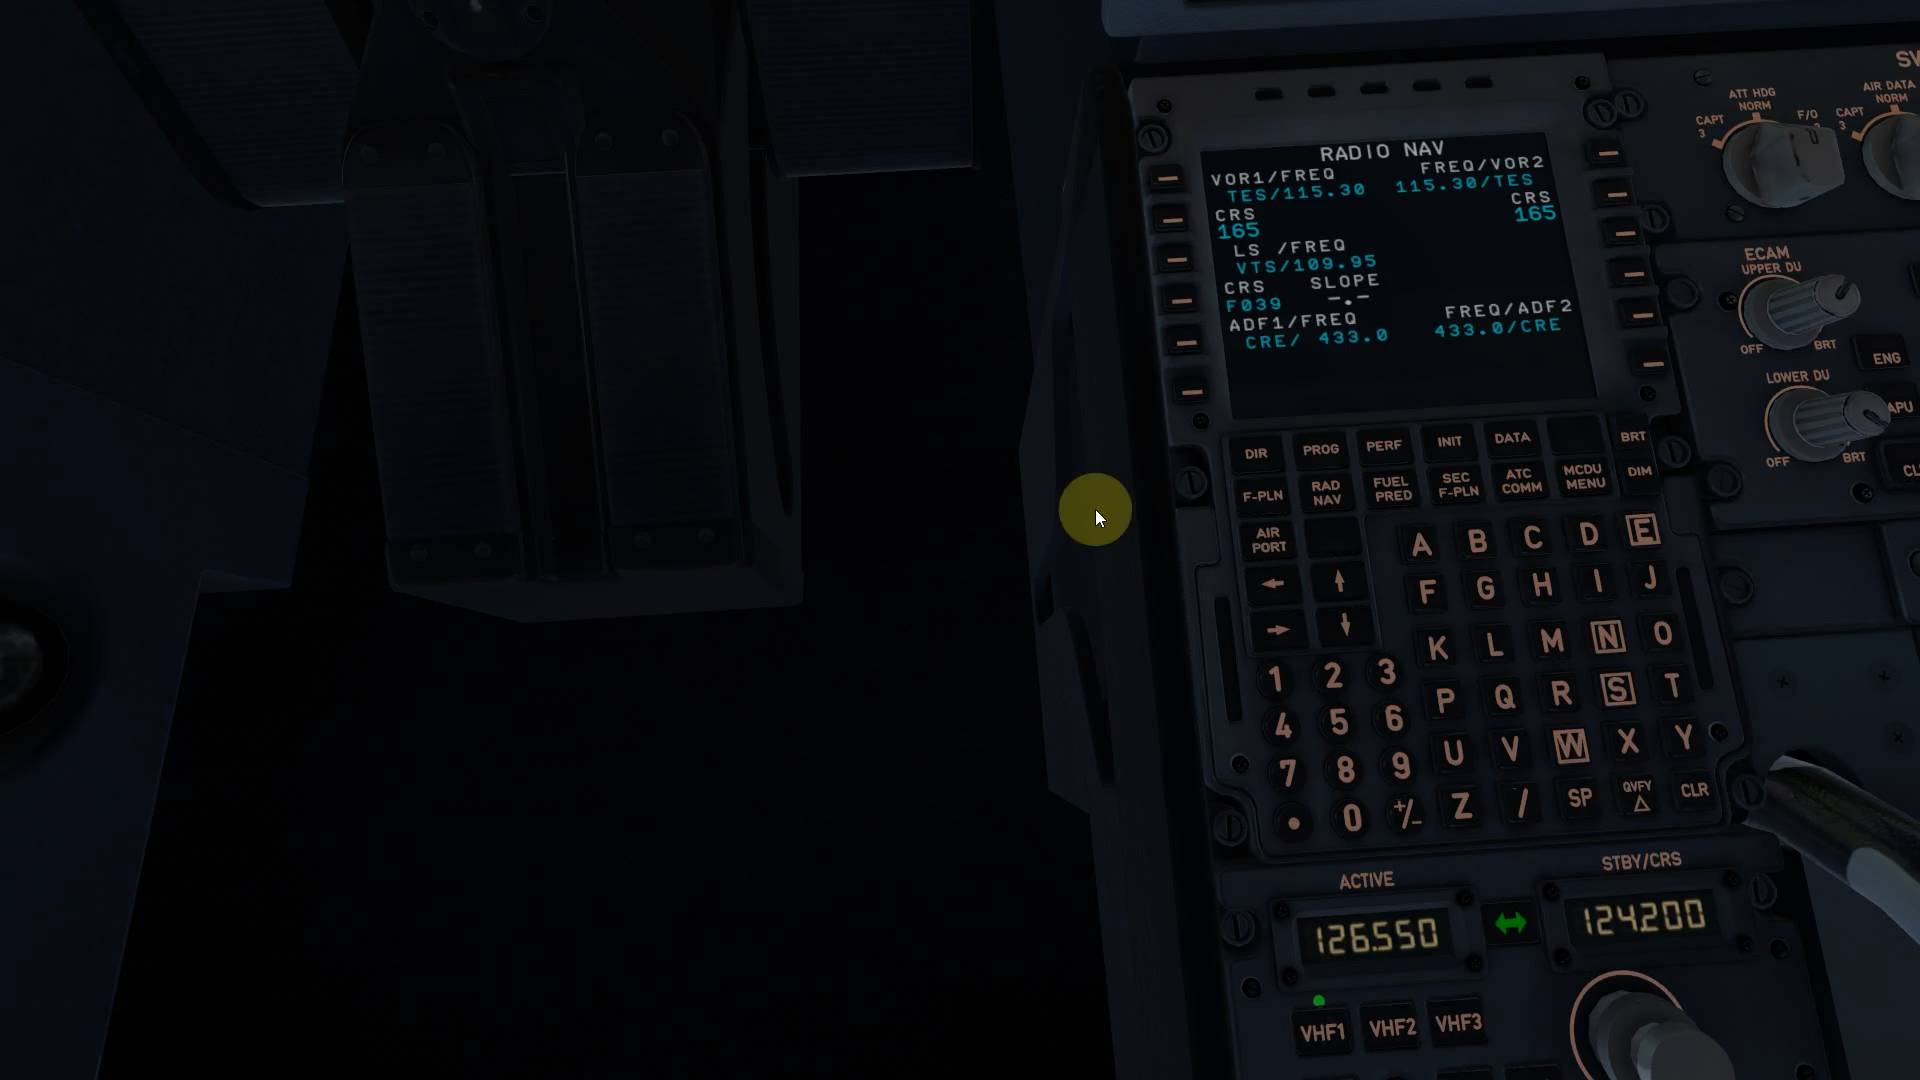 RADIO NAV
VOR1/FREQ FREQ/VOR2
TES/115.30 115.30/TES
CRS CRS
165 165
LS /FREQ
VTS/109.95
CRS SLOPE
F039 -.-
ADF1/FREQ FREQ/ADF2
CRE/ 433.0 433.0/CRE
DIR PROG PERF INIT DATA BRT
F-PLN RAD NAV FUEL PRED SEC F-PLN ATC COMM MCDU MENU DIM
AIR PORT
A B C D E
← ↑ F G H I J
→ ↓ K L M N O
1 2 3 P Q R S T
4 5 6 U V W X Y
7 8 9 Z / SP OVFY △ CLR
. 0 +/-
ACTIVE STBY/CRS
126.550 124.200
VHF1 VHF2 VHF3
ATT HDG
NORM
CAPT F/O
3
AIR DATA
NORM
CAPT
3
ECAM
UPPER DU
OFF BRT
ENG
LOWER DU
APU
OFF BRT